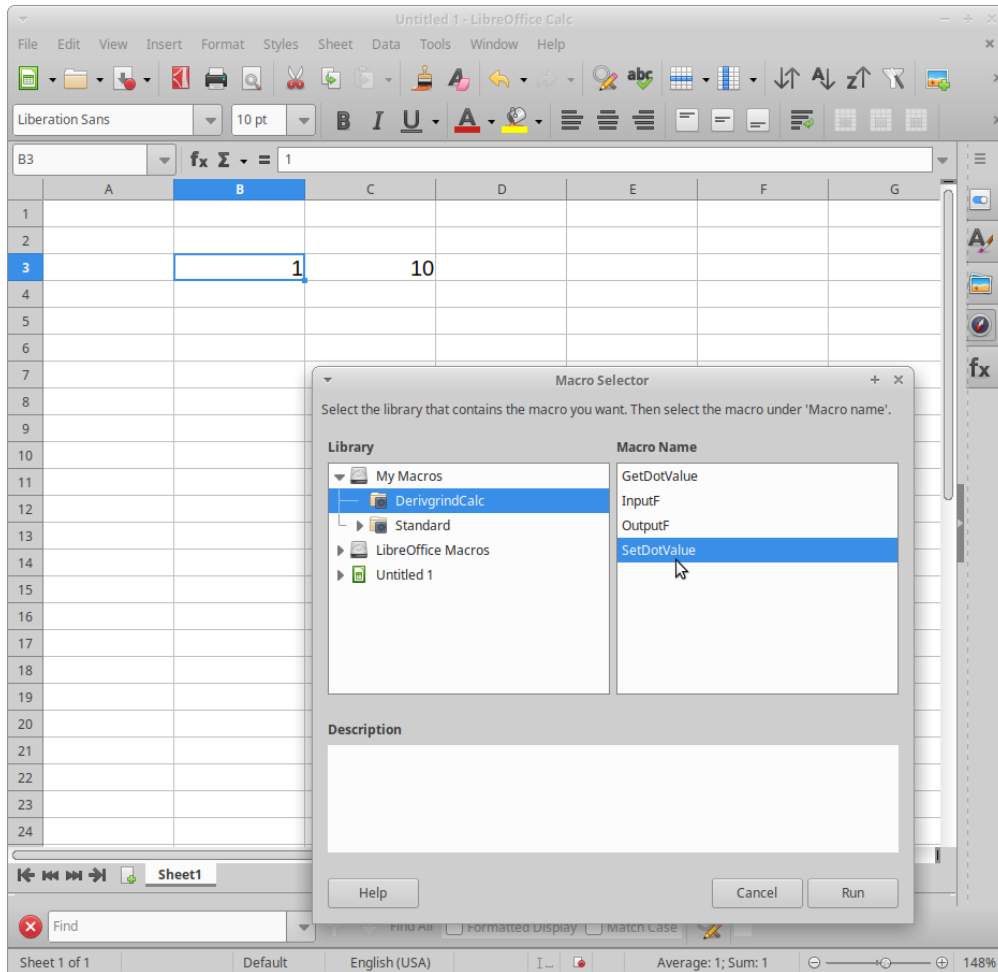 Untitled 1 - LibreOffice Calc
File Edit View Insert Format Styles Sheet Data Tools Window Help
Liberation Sans 10 pt B I U A
B3 fx Σ = 1
A B C D E F G
1
2
3 1 10
4
5
6
7
8
9
10
11
12
13
14
15
16
17
18
19
20
21
22
23
24
Macro Selector
Select the library that contains the macro you want. Then select the macro under 'Macro name'.
Library Macro Name
My Macros GetDotValue
DerivgrindCalc InputF
Standard OutputF
LibreOffice Macros SetDotValue
Untitled 1
Description
Help Cancel Run
Sheet1
Find Find All Formatted Display Match Case
Sheet 1 of 1 Default English (USA) Average: 1; Sum: 1 148%